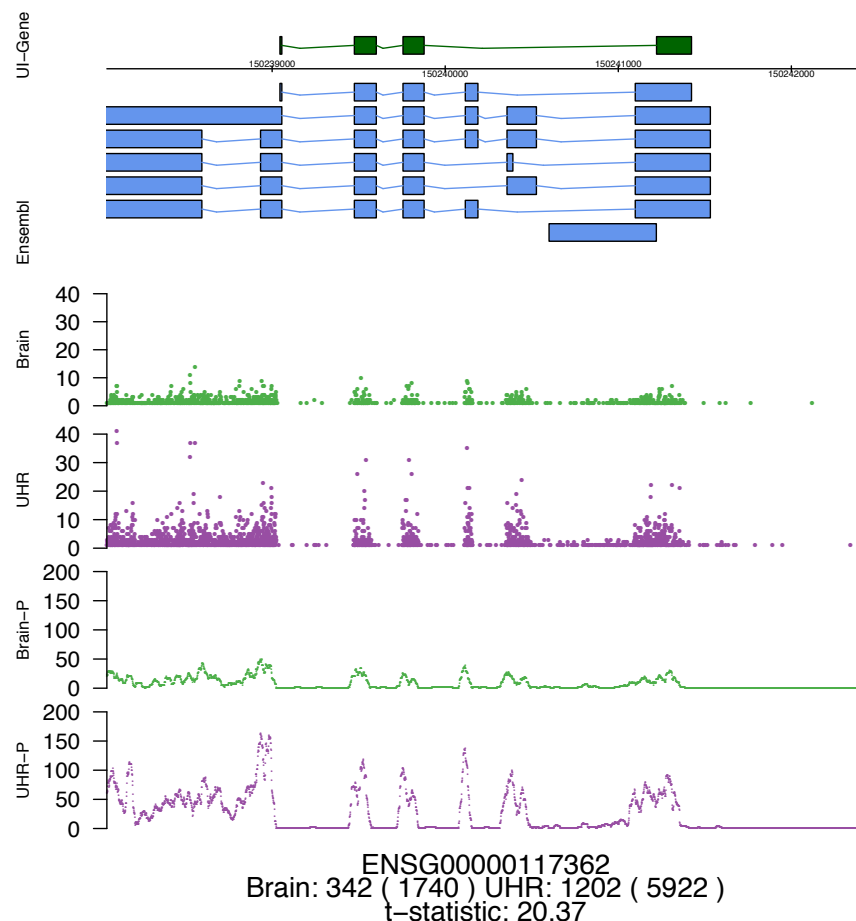 UI-Gene
150239000 150240000 150241000 150242000
Ensembl
Brain
40
30
20
10
0
UHR
40
30
20
10
0
Brain-P
200
150
100
50
0
UHR-P
200
150
100
50
0
ENSG00000117362
Brain: 342 ( 1740 ) UHR: 1202 ( 5922 )
t-statistic: 20.37